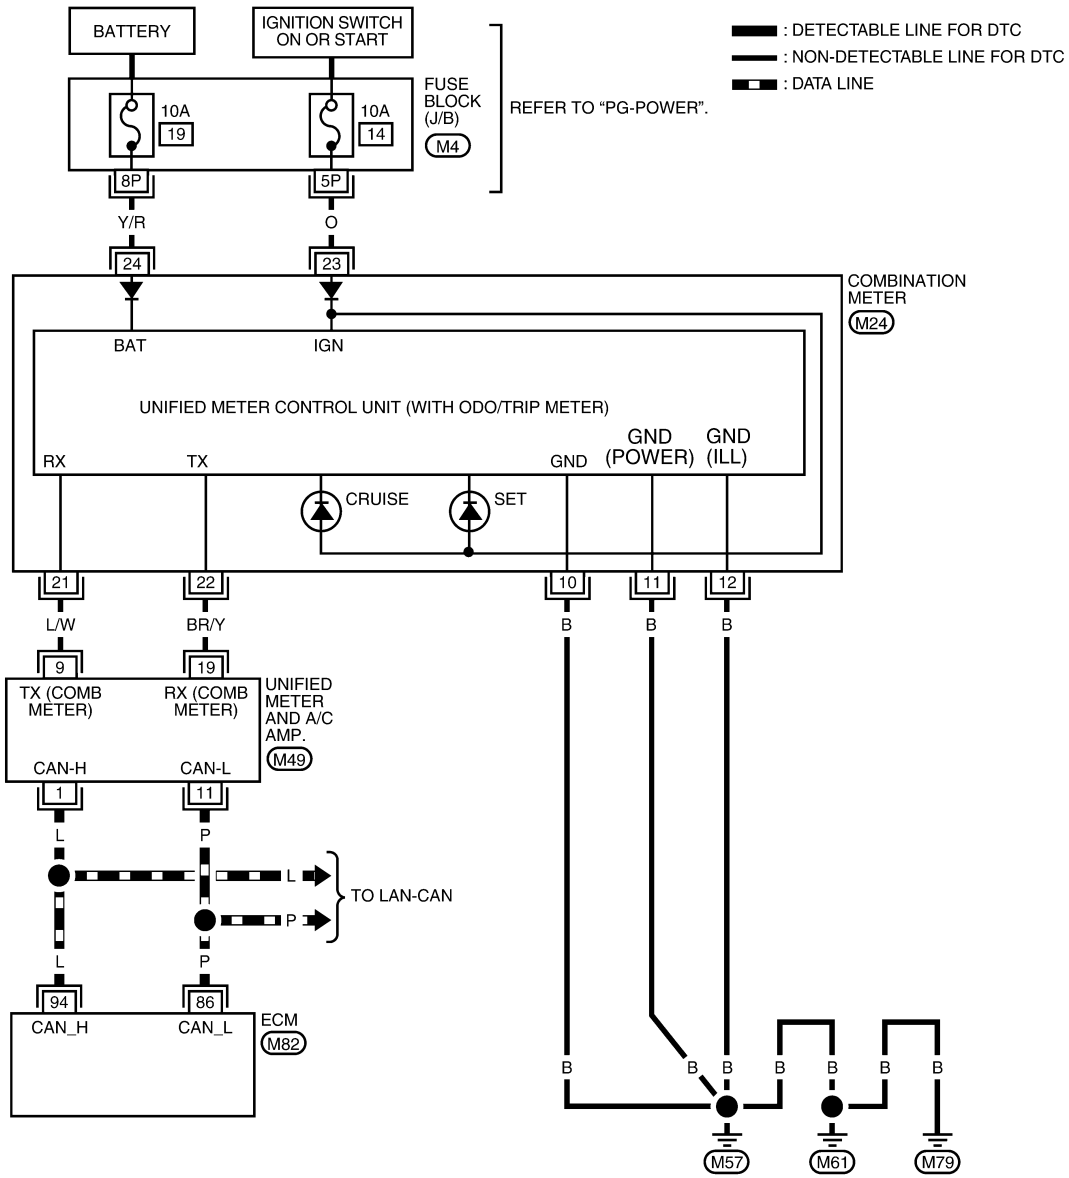 BATTERY
IGNITION SWITCH
ON OR START
: DETECTABLE LINE FOR DTC
: NON-DETECTABLE LINE FOR DTC
: DATA LINE
10A
19
10A
14
FUSE
BLOCK
(J/B)
M4
REFER TO “PG-POWER”.
8P
5P
Y/R
O
24
23
COMBINATION
METER
M24
BAT
IGN
UNIFIED METER CONTROL UNIT (WITH ODO/TRIP METER)
RX
TX
GND
GND
(POWER)
GND
(ILL)
CRUISE
SET
21
22
10
11
12
L/W
BR/Y
B
B
B
9
19
TX (COMB
METER)
RX (COMB
METER)
UNIFIED
METER
AND A/C
AMP.
M49
CAN-H
CAN-L
1
11
L
P
L
P
TO LAN-CAN
L
P
94
86
CAN_H
CAN_L
ECM
M82
B
B
B
B
B
B
B
M57
M61
M79